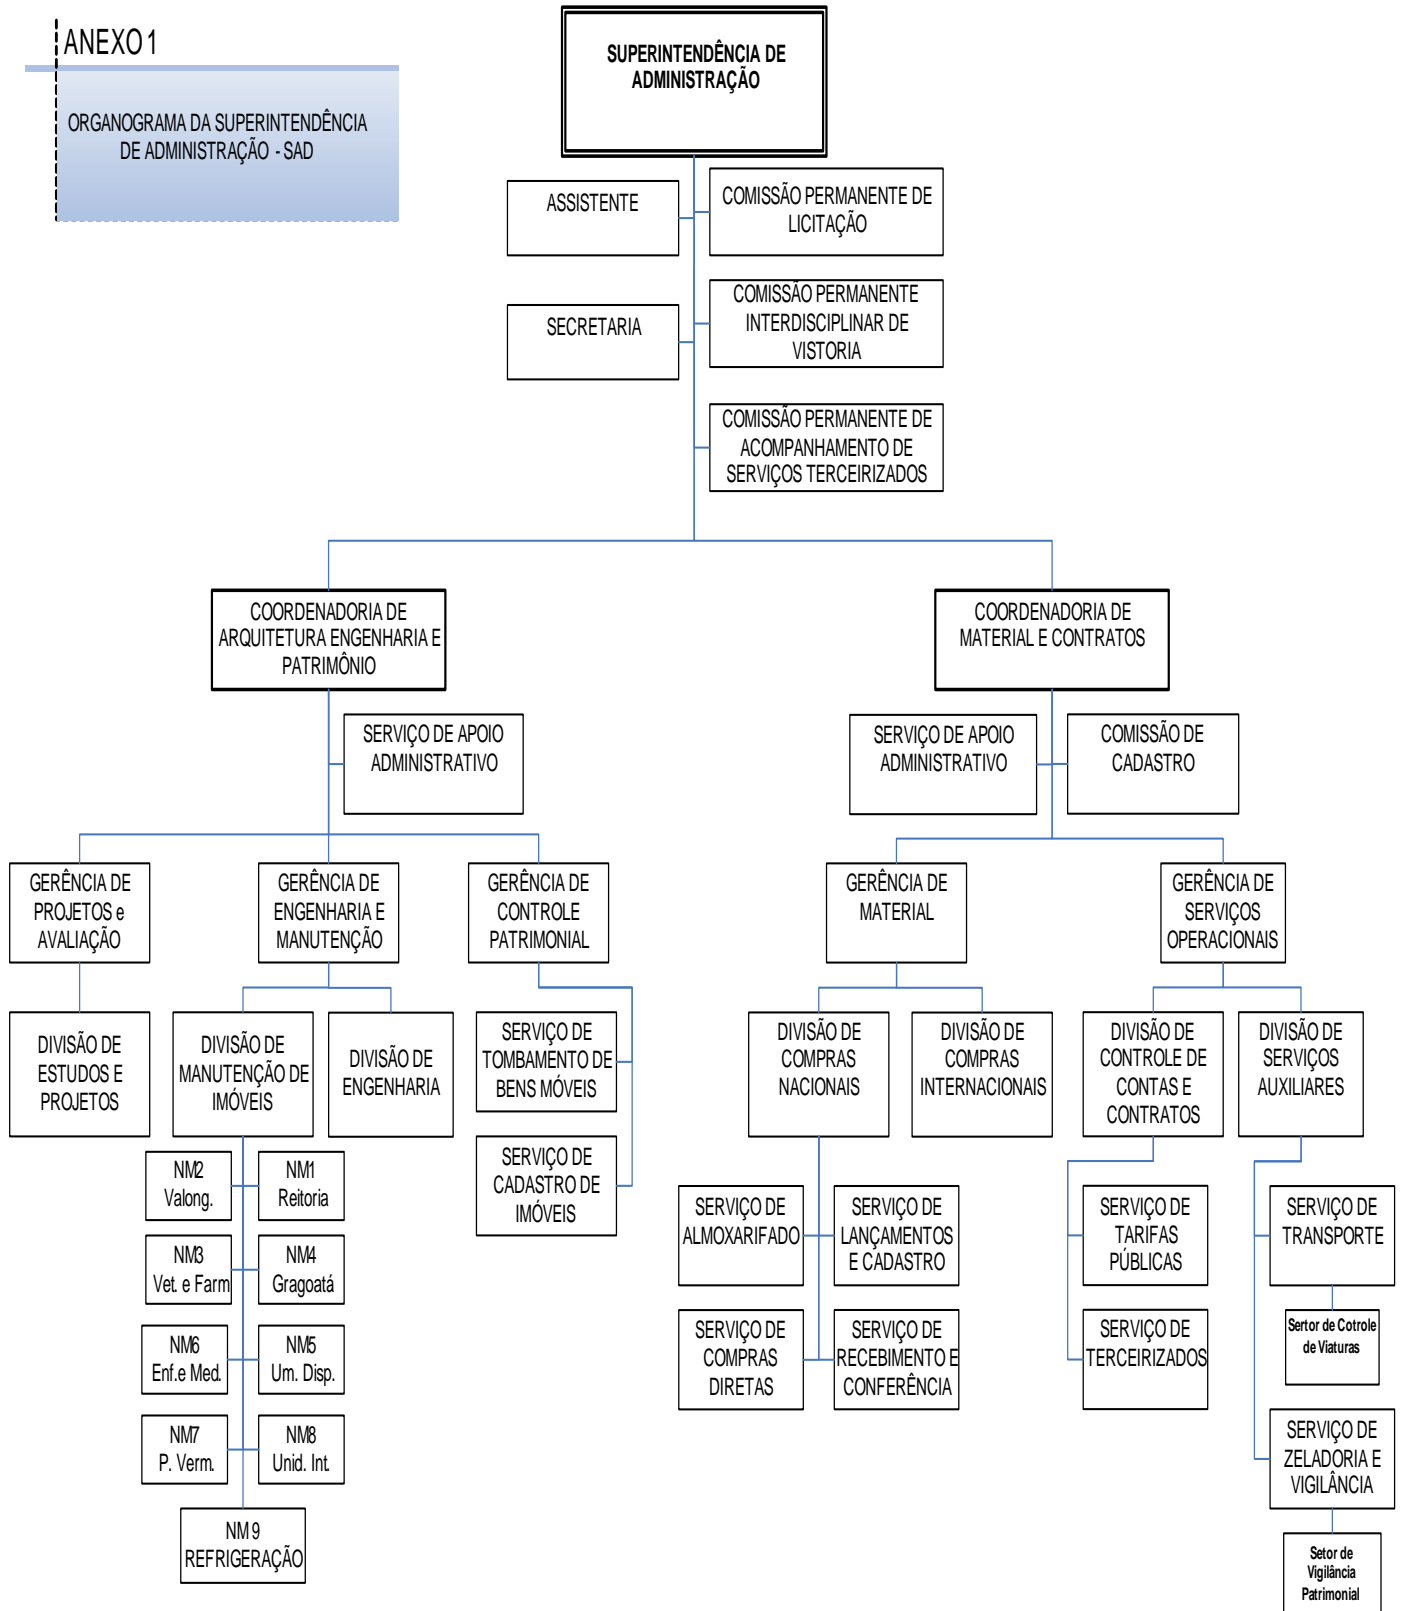 ANEXO 1
ORGANOGRAMA DA SUPERINTENDÊNCIA
DE ADMINISTRAÇÃO - SAD
SUPERINTENDÊNCIA DE
ADMINISTRAÇÃO
ASSISTENTE
COMISSÃO PERMANENTE DE
LICITAÇÃO
SECRETARIA
COMISSÃO PERMANENTE
INTERDISCIPLINAR DE
VISTORIA
COMISSÃO PERMANENTE DE
ACOMPANHAMENTO DE
SERVIÇOS TERCEIRIZADOS
COORDENADORIA DE
ARQUITETURA ENGENHARIA E
PATRIMÔNIO
COORDENADORIA DE
MATERIAL E CONTRATOS
SERVIÇO DE APOIO
ADMINISTRATIVO
SERVIÇO DE APOIO
ADMINISTRATIVO
COMISSÃO DE
CADASTRO
GERÊNCIA DE
PROJETOS e
AVALIAÇÃO
GERÊNCIA DE
ENGENHARIA E
MANUTENÇÃO
GERÊNCIA DE
CONTROLE
PATRIMONIAL
GERÊNCIA DE
MATERIAL
GERÊNCIA DE
SERVIÇOS
OPERACIONAIS
DIVISÃO DE
ESTUDOS E
PROJETOS
DIVISÃO DE
MANUTENÇÃO DE
IMÓVEIS
DIVISÃO DE
ENGENHARIA
SERVIÇO DE
TOMBAMENTO DE
BENS MÓVEIS
DIVISÃO DE
COMPRAS
NACIONAIS
DIVISÃO DE
COMPRAS
INTERNACIONAIS
DIVISÃO DE
CONTROLE DE
CONTAS E
CONTRATOS
DIVISÃO DE
SERVIÇOS
AUXILIARES
NM2
Valong.
NM1
Reitoria
SERVIÇO DE
CADASTRO DE
IMÓVEIS
NM3
Vet. e Farm
NM4
Gragoatá
NM6
Enf.e Med.
NM5
Um. Disp.
NM7
P. Verm.
NM8
Unid. Int.
NM 9
REFRIGERAÇÃO
SERVIÇO DE
ALMOXARIFADO
SERVIÇO DE
LANÇAMENTOS
E CADASTRO
SERVIÇO DE
TARIFAS
PÚBLICAS
SERVIÇO DE
TRANSPORTE
SERVIÇO DE
COMPRAS
DIRETAS
SERVIÇO DE
RECEBIMENTO E
CONFERÊNCIA
SERVIÇO DE
TERCEIRIZADOS
Sertor de Cotrole
de Viaturas
SERVIÇO DE
ZELADORIA E
VIGILÂNCIA
Setor de
Vigilância
Patrimonial